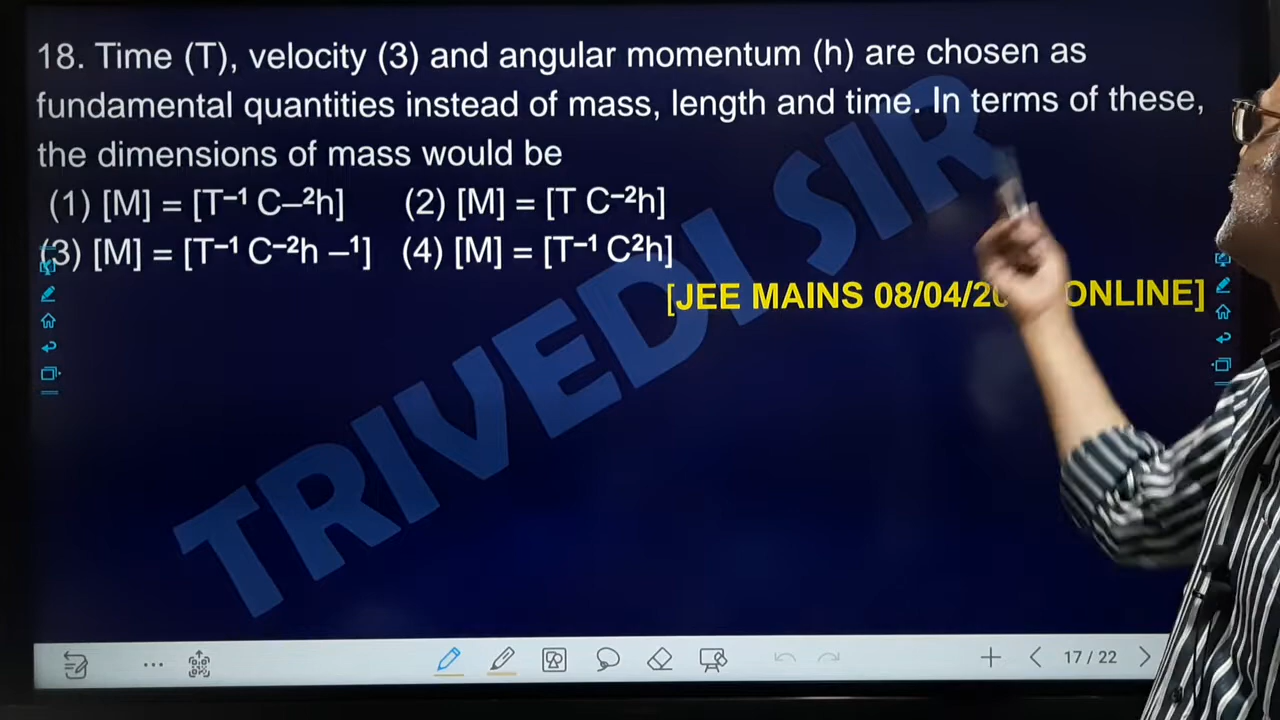 18. Time (T), velocity (3) and angular momentum (h) are chosen as
fundamental quantities instead of mass, length and time. In terms of these,
the dimensions of mass would be
(1) [M] = [T⁻¹ C–²h] (2) [M] = [T C⁻²h]
(3) [M] = [T⁻¹ C⁻²h –¹] (4) [M] = [T⁻¹ C²h]
[JEE MAINS 08/04/20 ONLINE]
TRIVEDI SIR
17 / 22